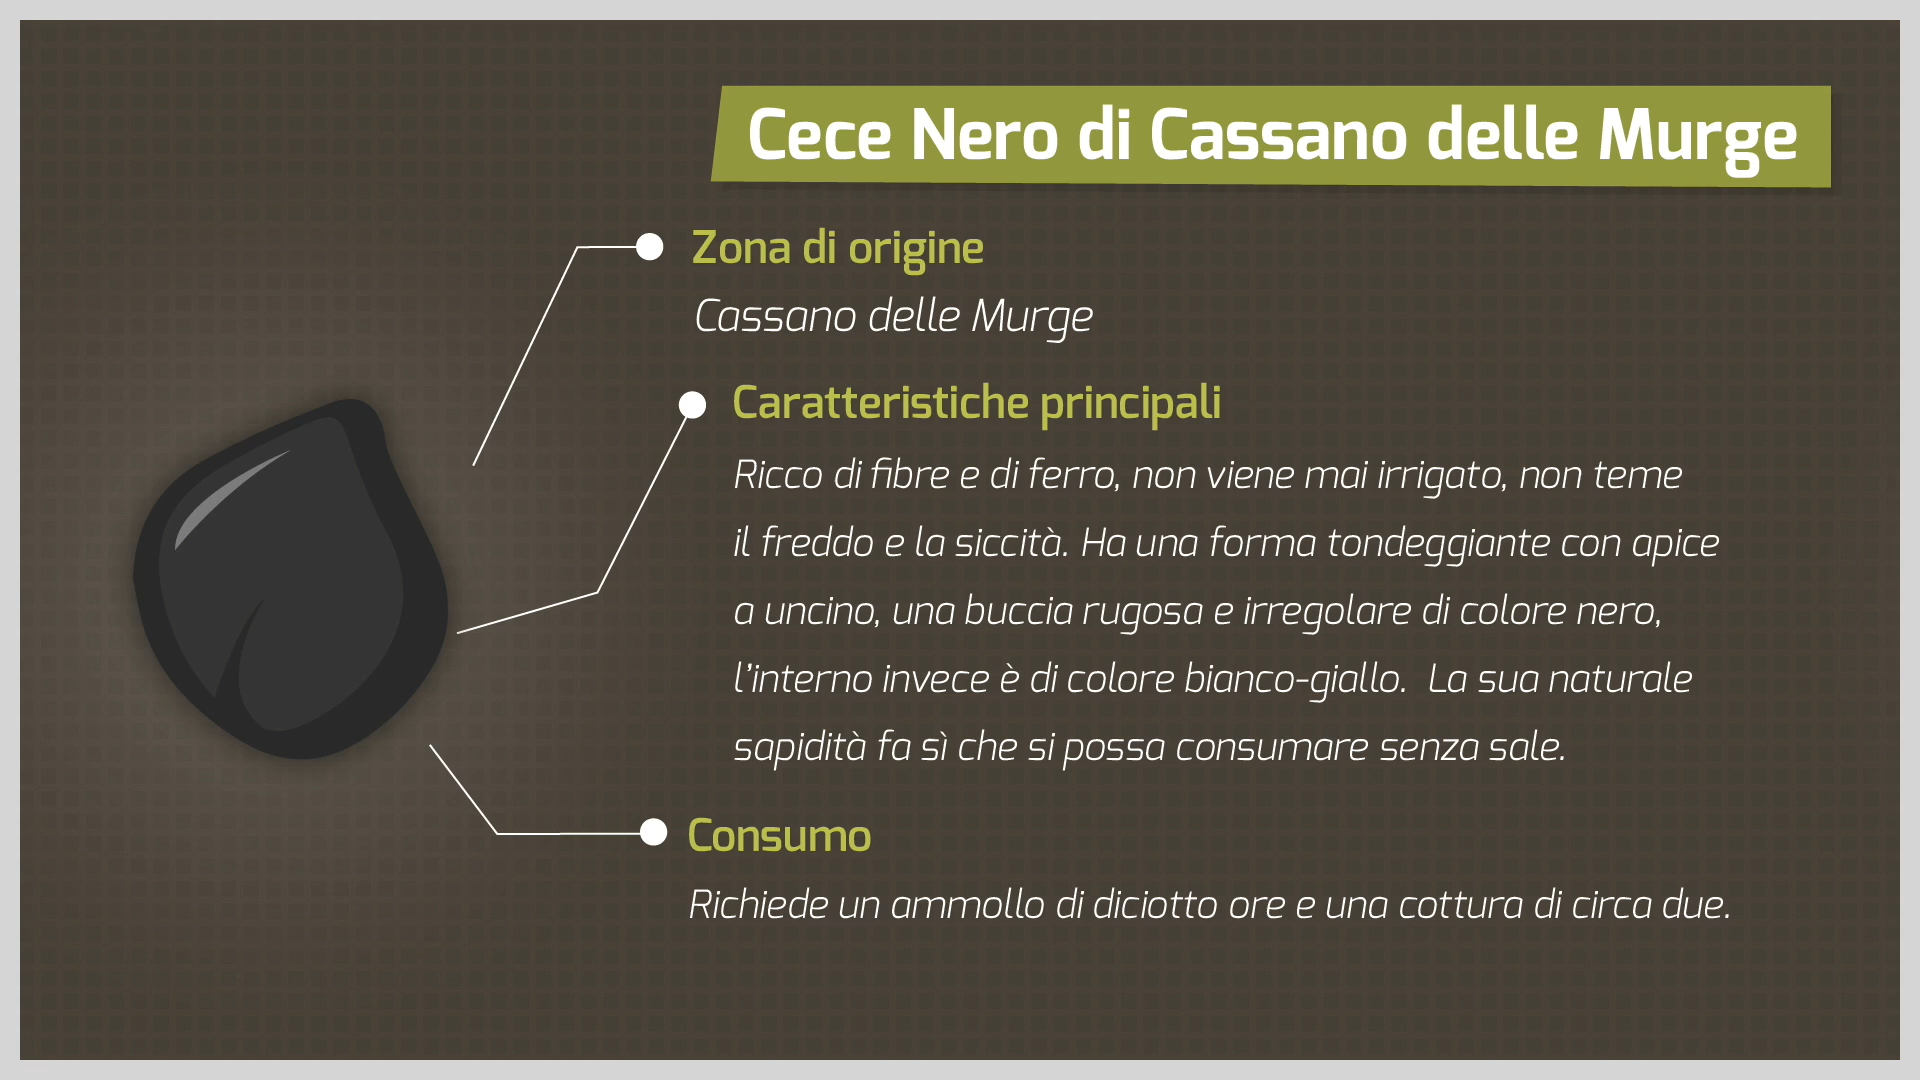 Cece Nero di Cassano delle Murge
Zona di origine
Cassano delle Murge
Caratteristiche principali
Ricco di fibre e di ferro, non viene mai irrigato, non teme
il freddo e la siccità. Ha una forma tondeggiante con apice
a uncino, una buccia rugosa e irregolare di colore nero,
l’interno invece è di colore bianco-giallo.  La sua naturale
sapidità fa sì che si possa consumare senza sale.
Consumo
Richiede un ammollo di diciotto ore e una cottura di circa due.